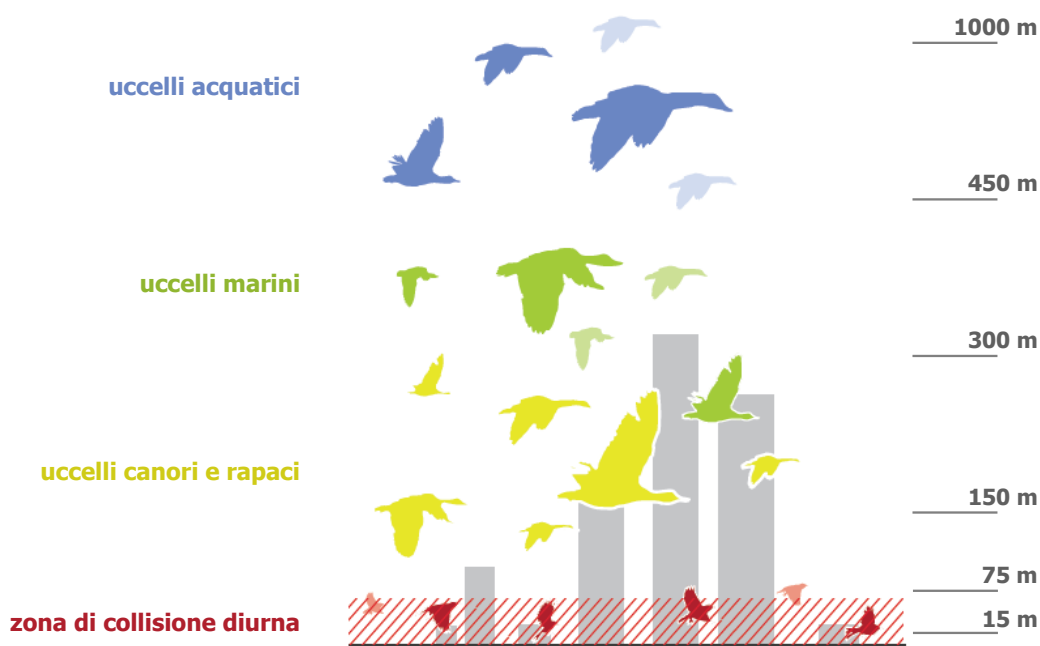 1000 m
uccelli acquatici
450 m
uccelli marini
300 m
uccelli canori e rapaci
150 m
75 m
zona di collisione diurna
15 m